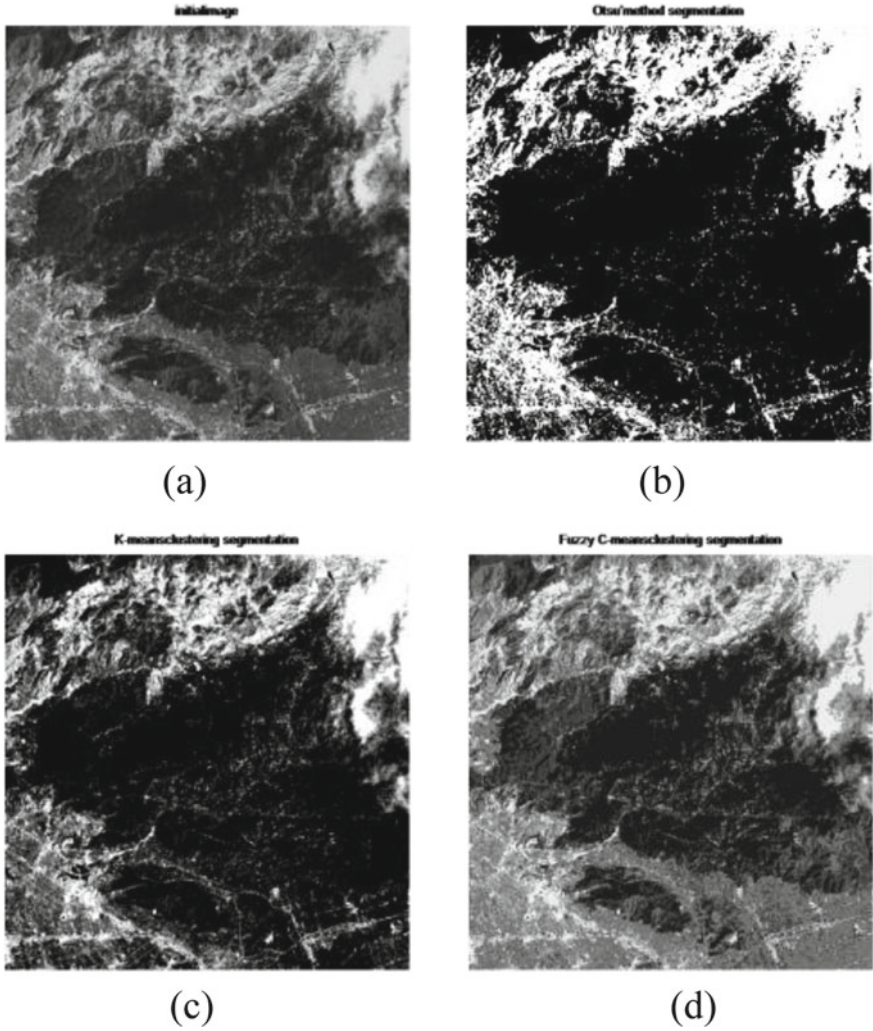 initialimage
Otsu'method segmentation
(a)
(b)
K-meansclustering segmentation
Fuzzy C-meansclustering segmentation
(c)
(d)